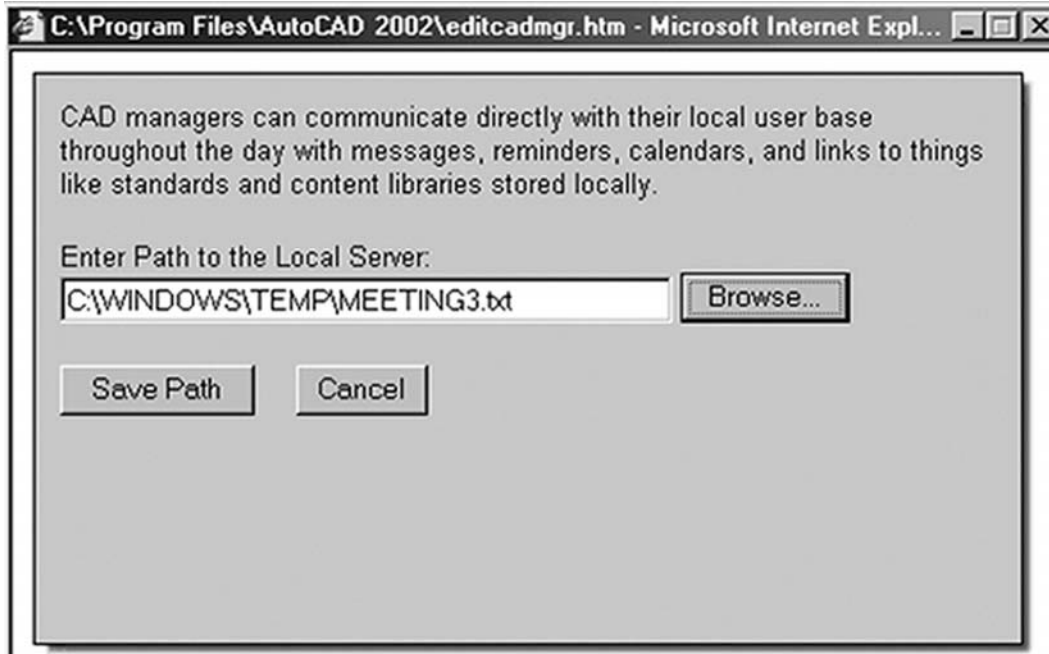 C:\Program Files\AutoCAD 2002\editcadmgr.htm - Microsoft Internet Expl...
CAD managers can communicate directly with their local user base
throughout the day with messages, reminders, calendars, and links to things
like standards and content libraries stored locally.
Enter Path to the Local Server:
C:\WINDOWS\TEMP\MEETING3.txt Browse...
Save Path Cancel